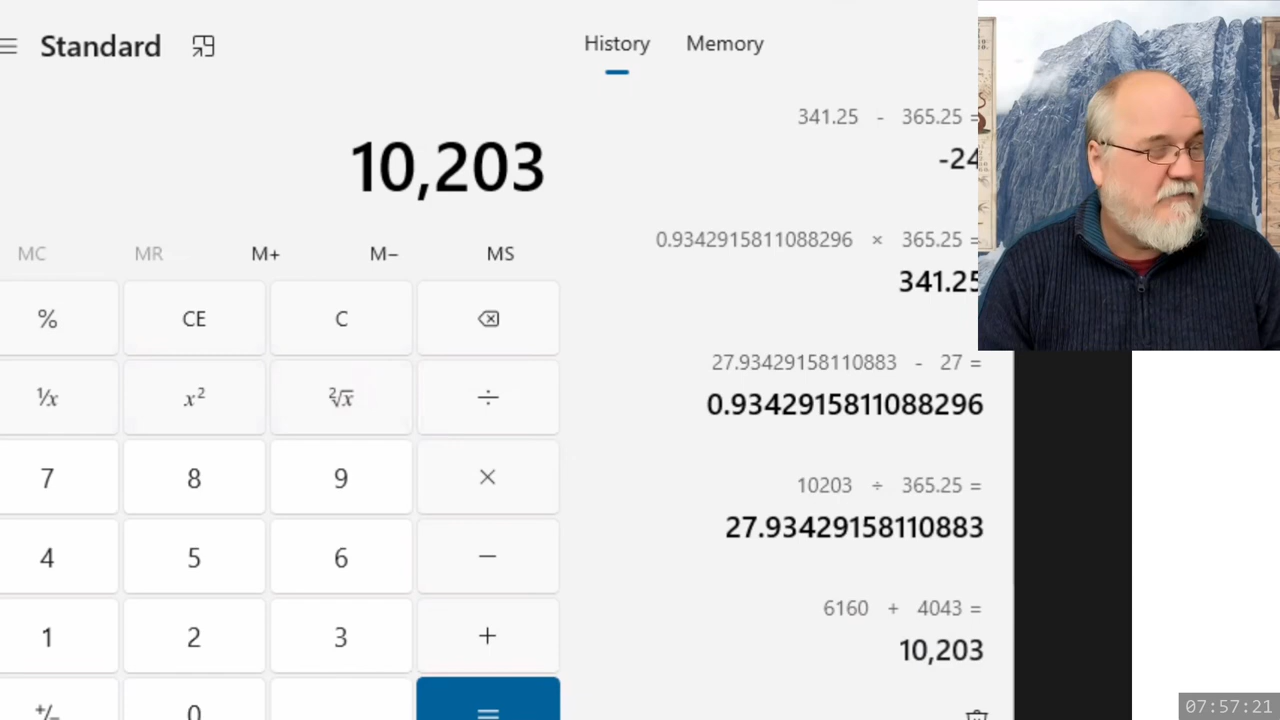 Standard
History Memory
341.25 - 365.25 =
-24
10,203
0.9342915811088296 × 365.25 =
341.25
MC MR M+ M− MS
% CE C
27.93429158110883 - 27 =
0.9342915811088296
¹/x x² ²√x ÷
10203 ÷ 365.25 =
27.93429158110883
7 8 9 ×
4 5 6 −
6160 + 4043 =
10,203
1 2 3 +
+/− 0 =
07:57:21